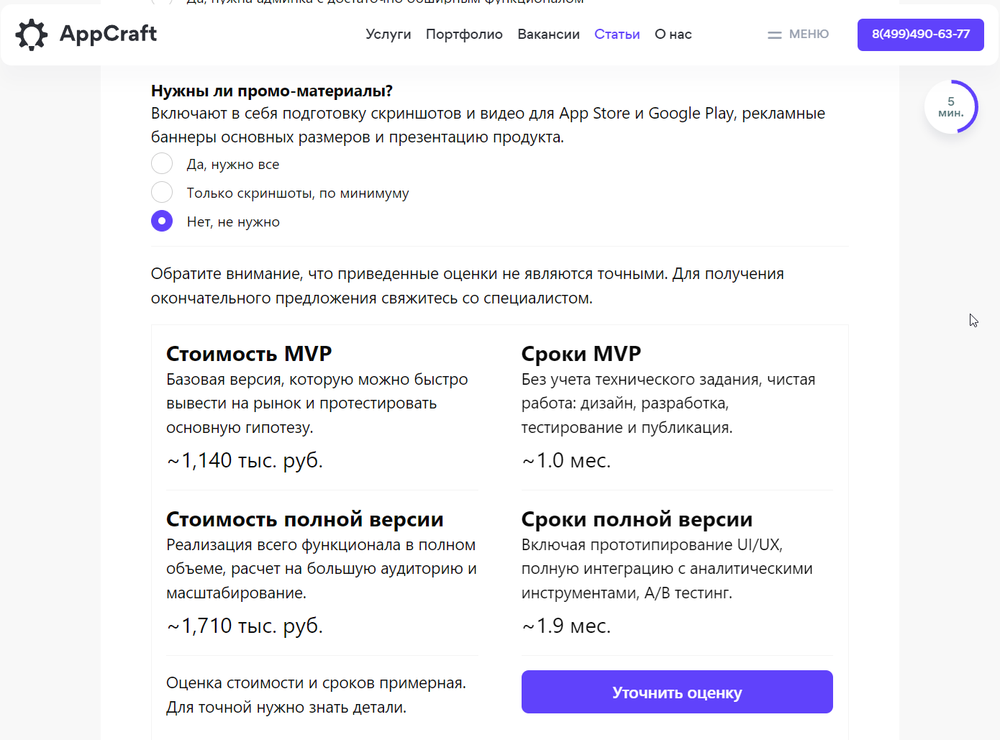 Да, нужна админка с достаточно обширным функционалом
AppCraft
Услуги Портфолио Вакансии Статьи О нас
МЕНЮ
8(499)490-63-77
5
мин.
Нужны ли промо-материалы?
Включают в себя подготовку скриншотов и видео для App Store и Google Play, рекламные
баннеры основных размеров и презентацию продукта.
Да, нужно все
Только скриншоты, по минимуму
Нет, не нужно
Обратите внимание, что приведенные оценки не являются точными. Для получения
окончательного предложения свяжитесь со специалистом.
Стоимость MVP
Базовая версия, которую можно быстро
вывести на рынок и протестировать
основную гипотезу.
~1,140 тыс. руб.
Сроки MVP
Без учета технического задания, чистая
работа: дизайн, разработка,
тестирование и публикация.
~1.0 мес.
Стоимость полной версии
Реализация всего функционала в полном
объеме, расчет на большую аудиторию и
масштабирование.
~1,710 тыс. руб.
Сроки полной версии
Включая прототипирование UI/UX,
полную интеграцию с аналитическими
инструментами, A/B тестинг.
~1.9 мес.
Оценка стоимости и сроков примерная.
Для точной нужно знать детали.
Уточнить оценку